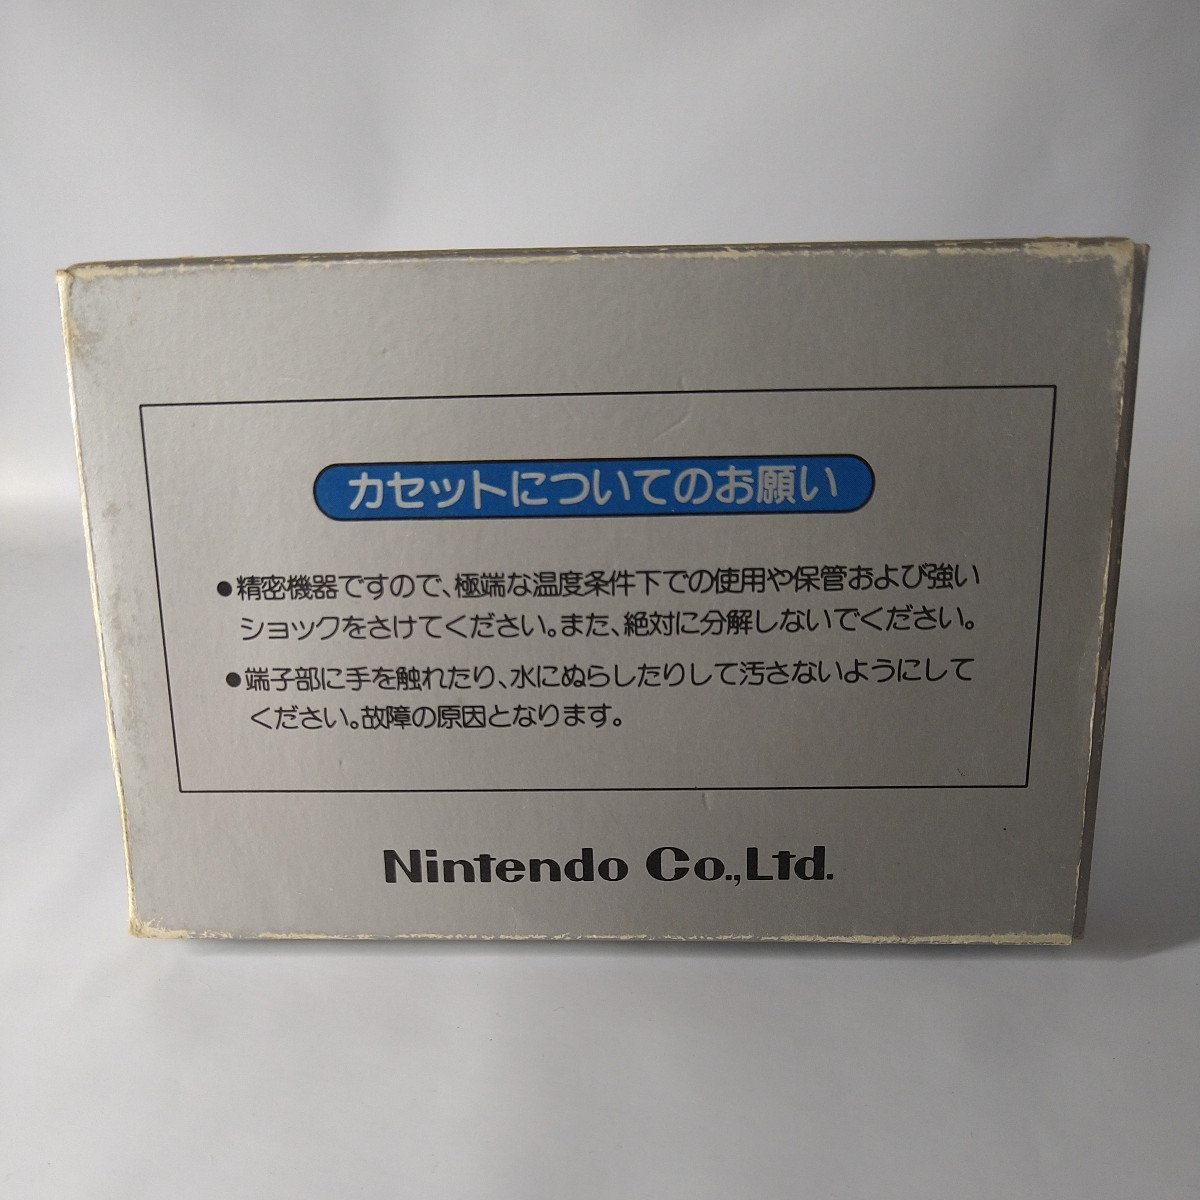 カセットについてのお願い
●精密機器ですので、極端な温度条件下での使用や保管および強い
ショックをさけてください。また、絶対に分解しないでください。
●端子部に手を触れたり、水にぬらしたりして汚さないようにして
ください。故障の原因となります。
Nintendo Co.,Ltd.